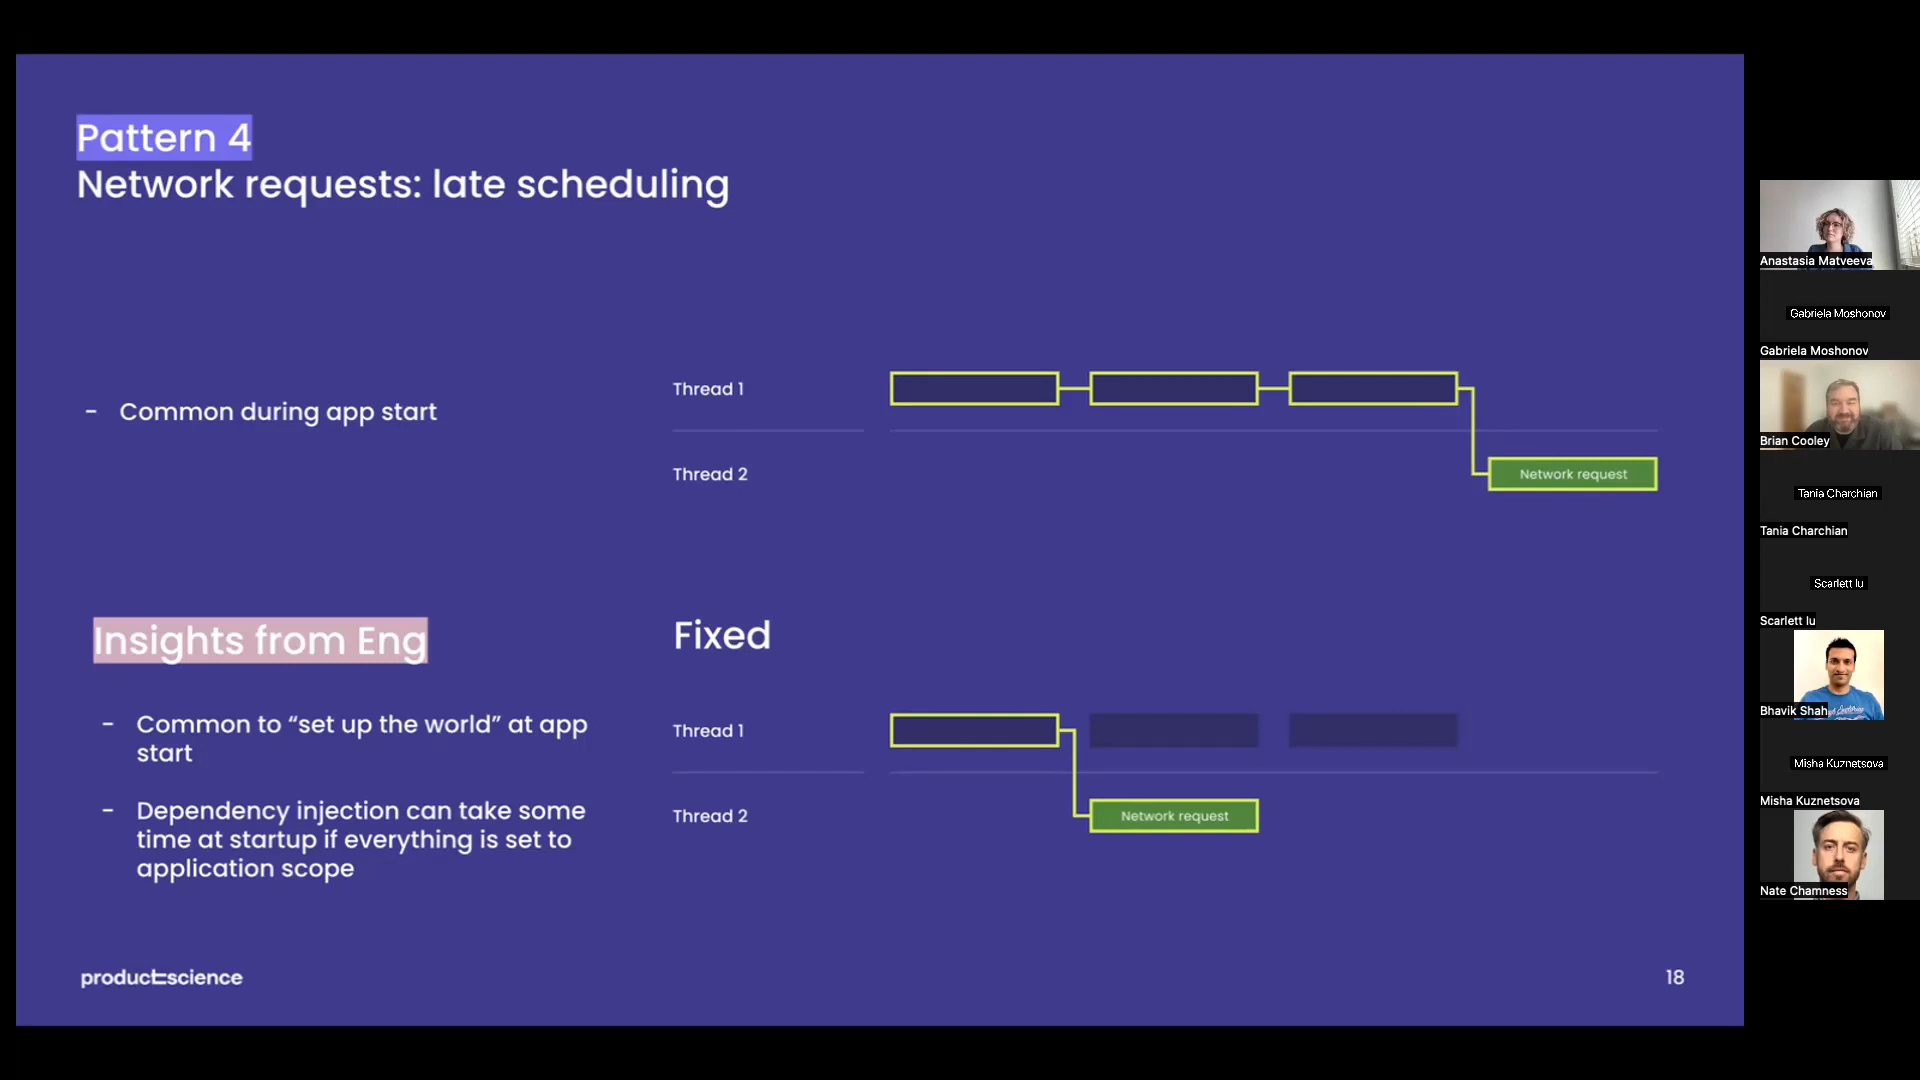 Pattern 4
Network requests: late scheduling
- Common during app start
Thread 1
Thread 2
Network request
Insights from Eng
- Common to “set up the world” at app
start
- Dependency injection can take some
time at startup if everything is set to
application scope
Fixed
Thread 1
Thread 2
Network request
productscience
18
Anastasia Matveeva
Gabriela Moshonov
Gabriela Moshonov
Brian Cooley
Tania Charchian
Tania Charchian
Scarlett lu
Scarlett lu
Bhavik Shah
Misha Kuznetsova
Misha Kuznetsova
Nate Chamness